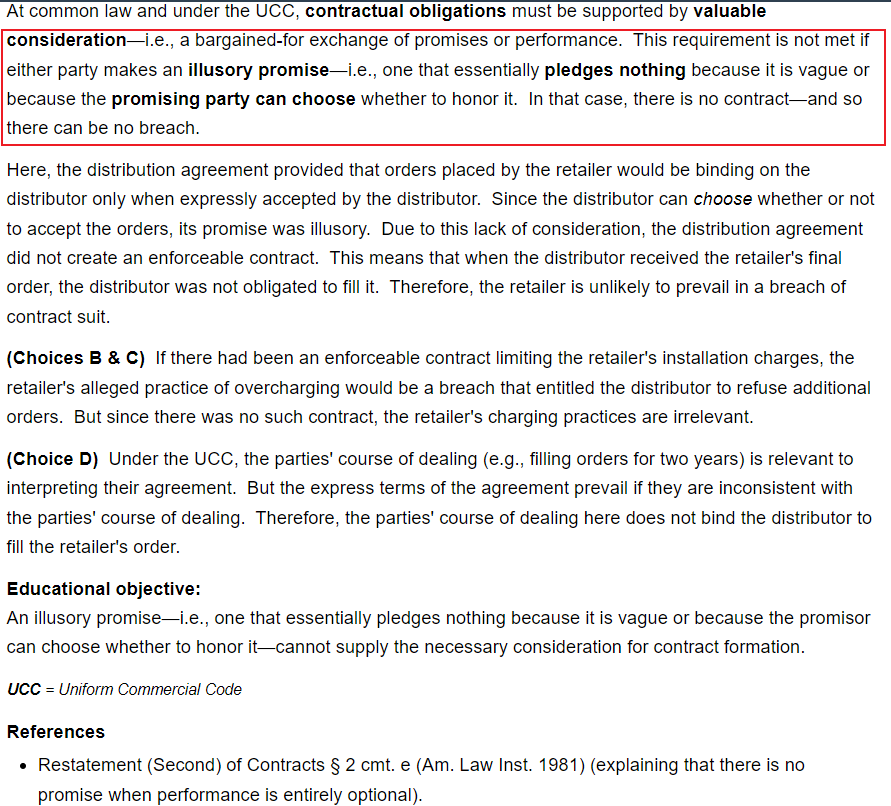 At common law and under the UCC, contractual obligations must be supported by valuable
consideration—i.e., a bargained-for exchange of promises or performance. This requirement is not met if
either party makes an illusory promise—i.e., one that essentially pledges nothing because it is vague or
because the promising party can choose whether to honor it. In that case, there is no contract—and so
there can be no breach.
Here, the distribution agreement provided that orders placed by the retailer would be binding on the
distributor only when expressly accepted by the distributor. Since the distributor can choose whether or not
to accept the orders, its promise was illusory. Due to this lack of consideration, the distribution agreement
did not create an enforceable contract. This means that when the distributor received the retailer's final
order, the distributor was not obligated to fill it. Therefore, the retailer is unlikely to prevail in a breach of
contract suit.
(Choices B & C) If there had been an enforceable contract limiting the retailer's installation charges, the
retailer's alleged practice of overcharging would be a breach that entitled the distributor to refuse additional
orders. But since there was no such contract, the retailer's charging practices are irrelevant.
(Choice D) Under the UCC, the parties' course of dealing (e.g., filling orders for two years) is relevant to
interpreting their agreement. But the express terms of the agreement prevail if they are inconsistent with
the parties' course of dealing. Therefore, the parties' course of dealing here does not bind the distributor to
fill the retailer's order.
Educational objective:
An illusory promise—i.e., one that essentially pledges nothing because it is vague or because the promisor
can choose whether to honor it—cannot supply the necessary consideration for contract formation.
UCC = Uniform Commercial Code
References
• Restatement (Second) of Contracts § 2 cmt. e (Am. Law Inst. 1981) (explaining that there is no
promise when performance is entirely optional).